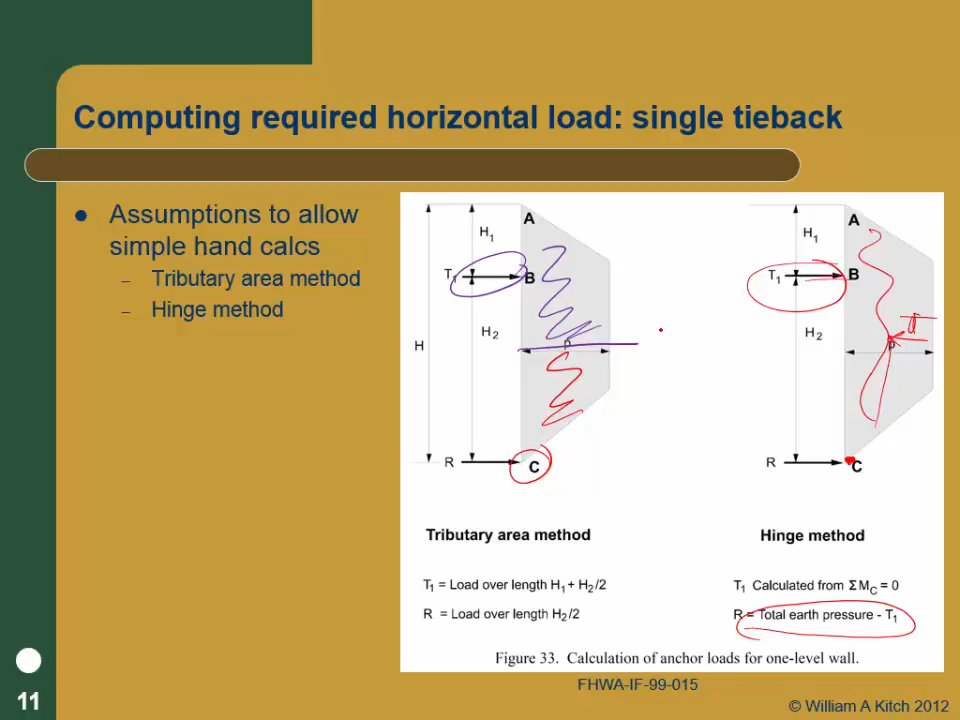 Computing required horizontal load: single tieback
● Assumptions to allow
simple hand calcs
– Tributary area method
– Hinge method
A
H1
T1
B
H2
H
p
R
C
Tributary area method
T1 = Load over length H1 + H2/2
R = Load over length H2/2
A
H1
T1
B
H2
p
R
C
Hinge method
T1 Calculated from ΣMC = 0
R = Total earth pressure - T1
Figure 33. Calculation of anchor loads for one-level wall.
FHWA-IF-99-015
11
© William A Kitch 2012